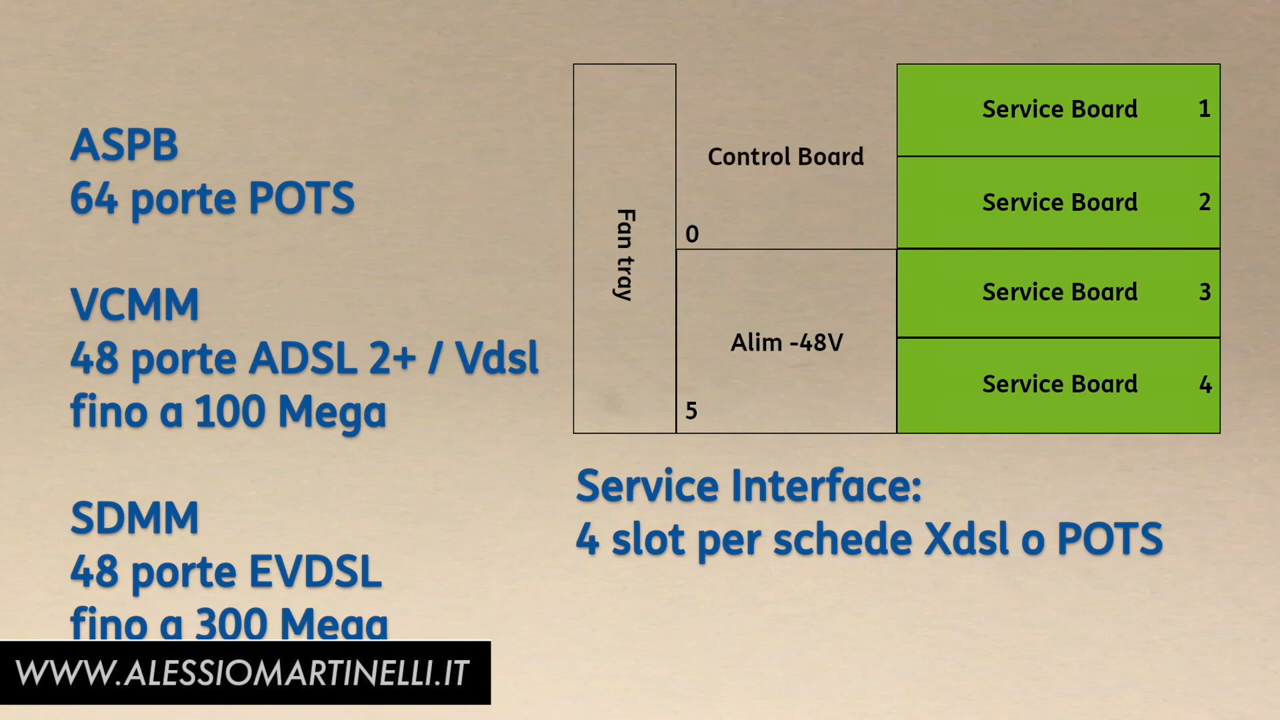 ASPB
64 porte POTS
VCMM
48 porte ADSL 2+ / Vdsl
fino a 100 Mega
SDMM
48 porte EVDSL
fino a 300 Mega
Fan tray
Control Board
0
Alim -48V
5
Service Board 1
Service Board 2
Service Board 3
Service Board 4
Service Interface:
4 slot per schede Xdsl o POTS
WWW.ALESSIOMARTINELLI.IT